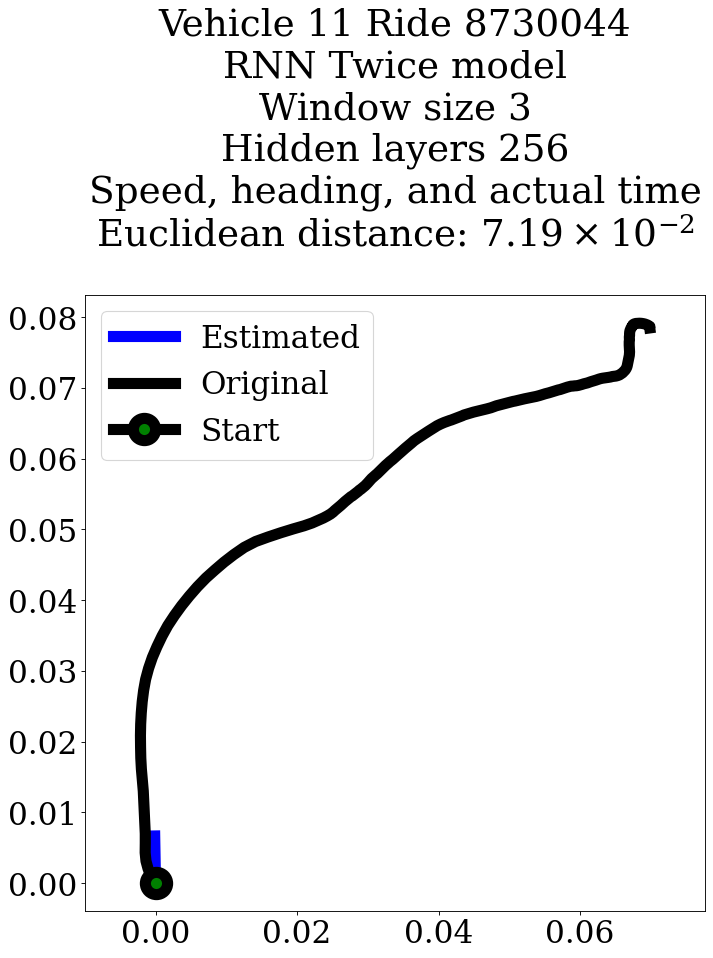 Vehicle 11 Ride 8730044
RNN Twice model
Window size 3
Hidden layers 256
Speed, heading, and actual time
Euclidean distance: 7.19 × 10⁻²
Estimated
Original
Start
0.08
0.07
0.06
0.05
0.04
0.03
0.02
0.01
0.00
0.00 0.02 0.04 0.06